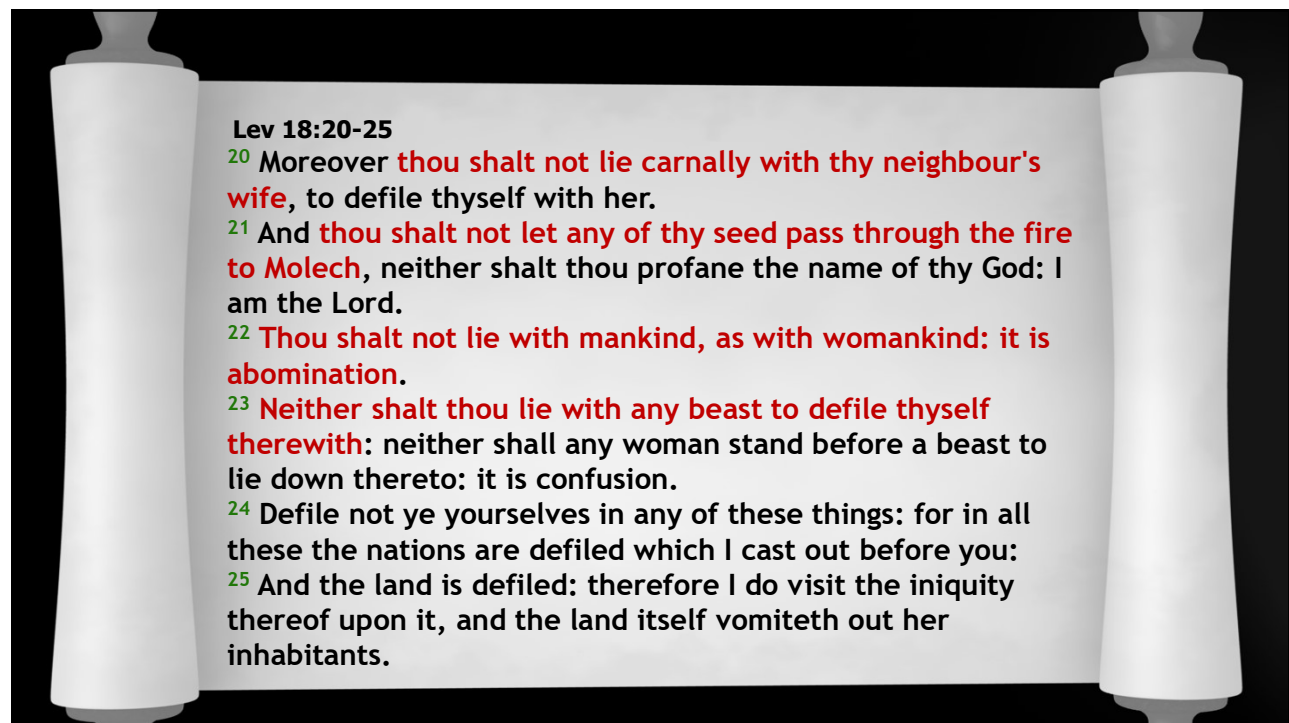 Lev 18:20-25
20 Moreover thou shalt not lie carnally with thy neighbour's
wife, to defile thyself with her.
21 And thou shalt not let any of thy seed pass through the fire
to Molech, neither shalt thou profane the name of thy God: I
am the Lord.
22 Thou shalt not lie with mankind, as with womankind: it is
abomination.
23 Neither shalt thou lie with any beast to defile thyself
therewith: neither shall any woman stand before a beast to
lie down thereto: it is confusion.
24 Defile not ye yourselves in any of these things: for in all
these the nations are defiled which I cast out before you:
25 And the land is defiled: therefore I do visit the iniquity
thereof upon it, and the land itself vomiteth out her
inhabitants.